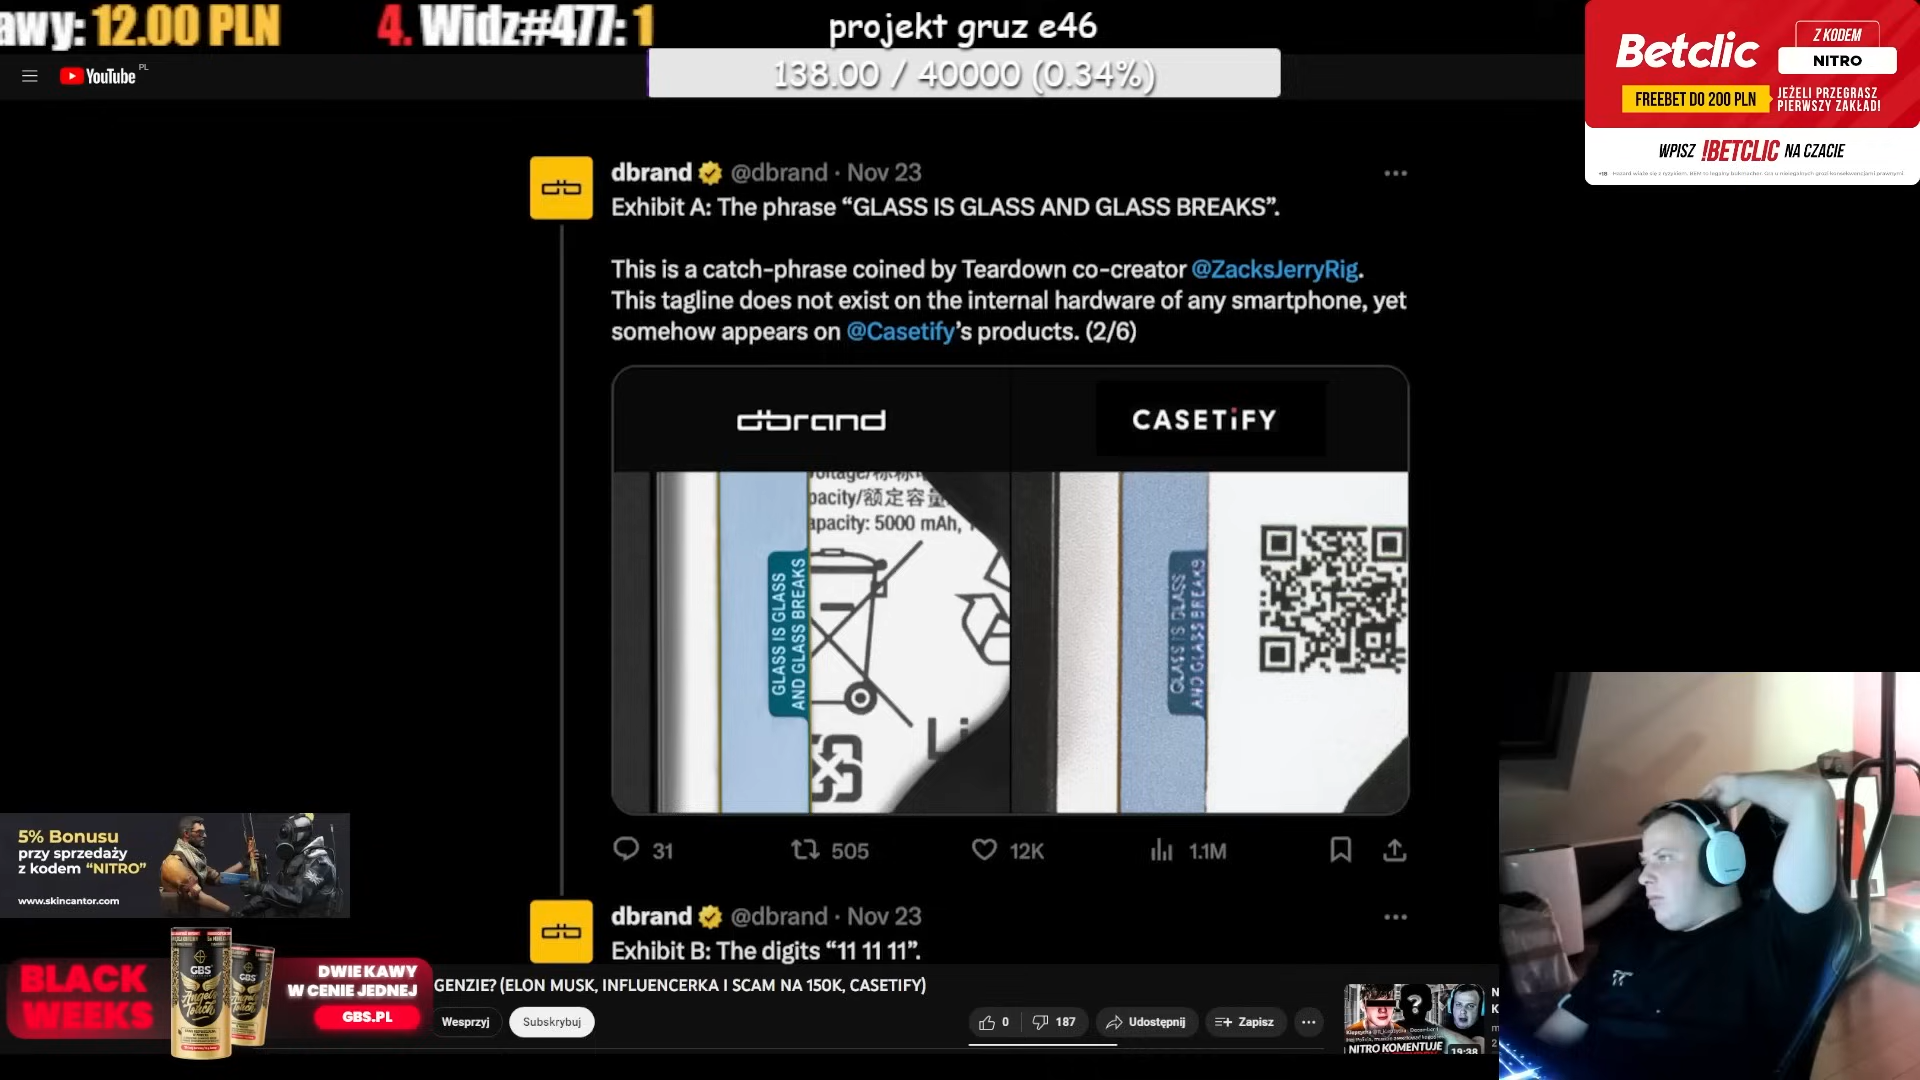 awy: 12.00 PLN
4. Widz#477: 1
projekt gruz e46
138.00 / 40000 (0.34%)
YouTube PL
Betclic
Z KODEM
NITRO
FREEBET DO 200 PLN
JEŻELI PRZEGRASZ
PIERWSZY ZAKŁAD!
WPISZ !BETCLIC NA CZACIE
dbrand @dbrand · Nov 23
Exhibit A: The phrase “GLASS IS GLASS AND GLASS BREAKS”.
This is a catch-phrase coined by Teardown co-creator @ZacksJerryRig.
This tagline does not exist on the internal hardware of any smartphone, yet
somehow appears on @Casetify’s products. (2/6)
dbrand
CASETiFY
pacity/额定容量
apacity: 5000 mAh,
GLASS IS GLASS
AND GLASS BREAKS
Li
GLASS IS GLASS
AND GLASS BREAKS
31
505
12K
1.1M
dbrand @dbrand · Nov 23
Exhibit B: The digits “11 11 11”.
5% Bonusu
przy sprzedaży
z kodem “NITRO”
www.skincantor.com
BLACK
WEEKS
GBS
Angel's
Touch
DWIE KAWY
W CENIE JEDNEJ
GBS.PL
GENZIE? (ELON MUSK, INFLUENCERKA I SCAM NA 150K, CASETIFY)
Wesprzyj
Subskrybuj
0
187
Udostępnij
Zapisz
NITRO KOMENTUJE
19:38